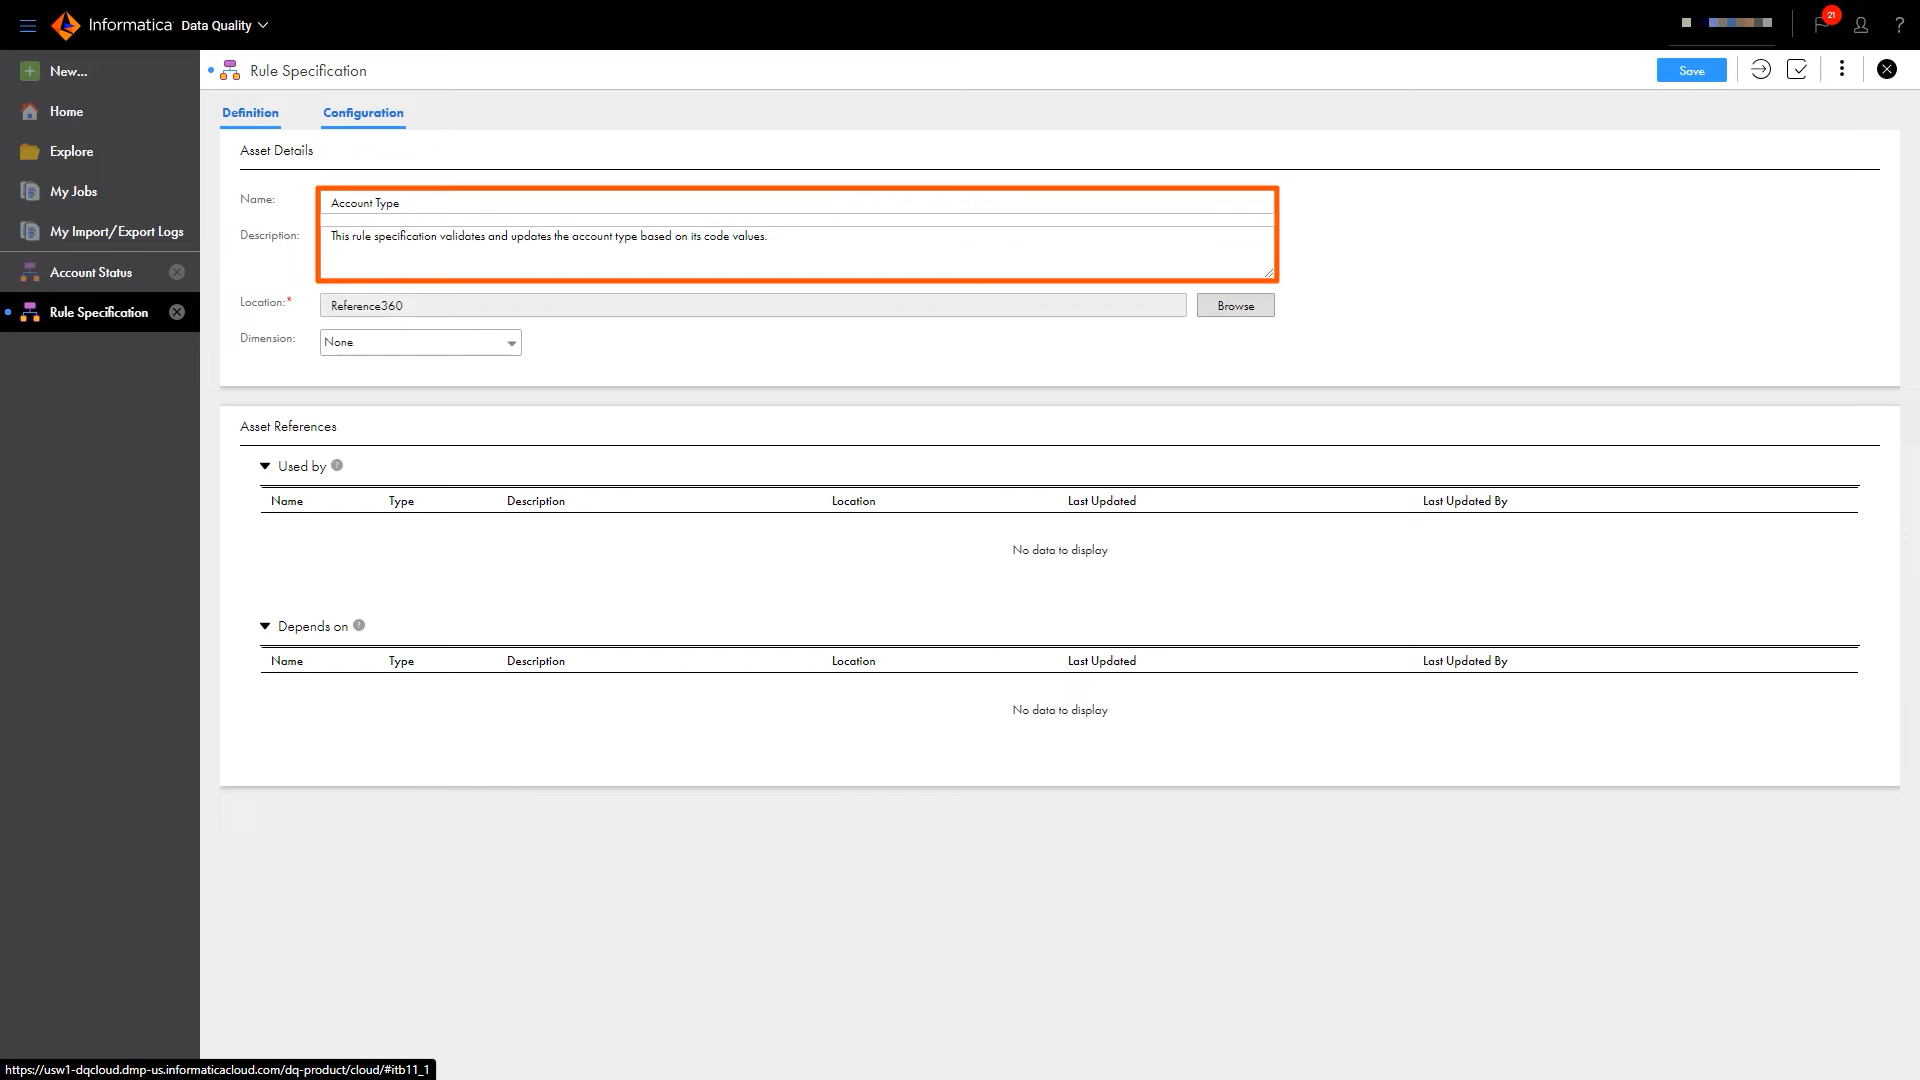 Informatica Data Quality
21
?
New...
Home
Explore
My Jobs
My Import/Export Logs
Account Status
Rule Specification
Rule Specification
Save
Definition Configuration
Asset Details
Name: Account Type
Description: This rule specification validates and updates the account type based on its code values.
Location:* Reference360 Browse
Dimension: None
Asset References
Used by ?
Name Type Description Location Last Updated Last Updated By
No data to display
Depends on ?
Name Type Description Location Last Updated Last Updated By
No data to display
https://usw1-dqcloud.dmp-us.informaticacloud.com/dq-product/cloud/#itb11_1